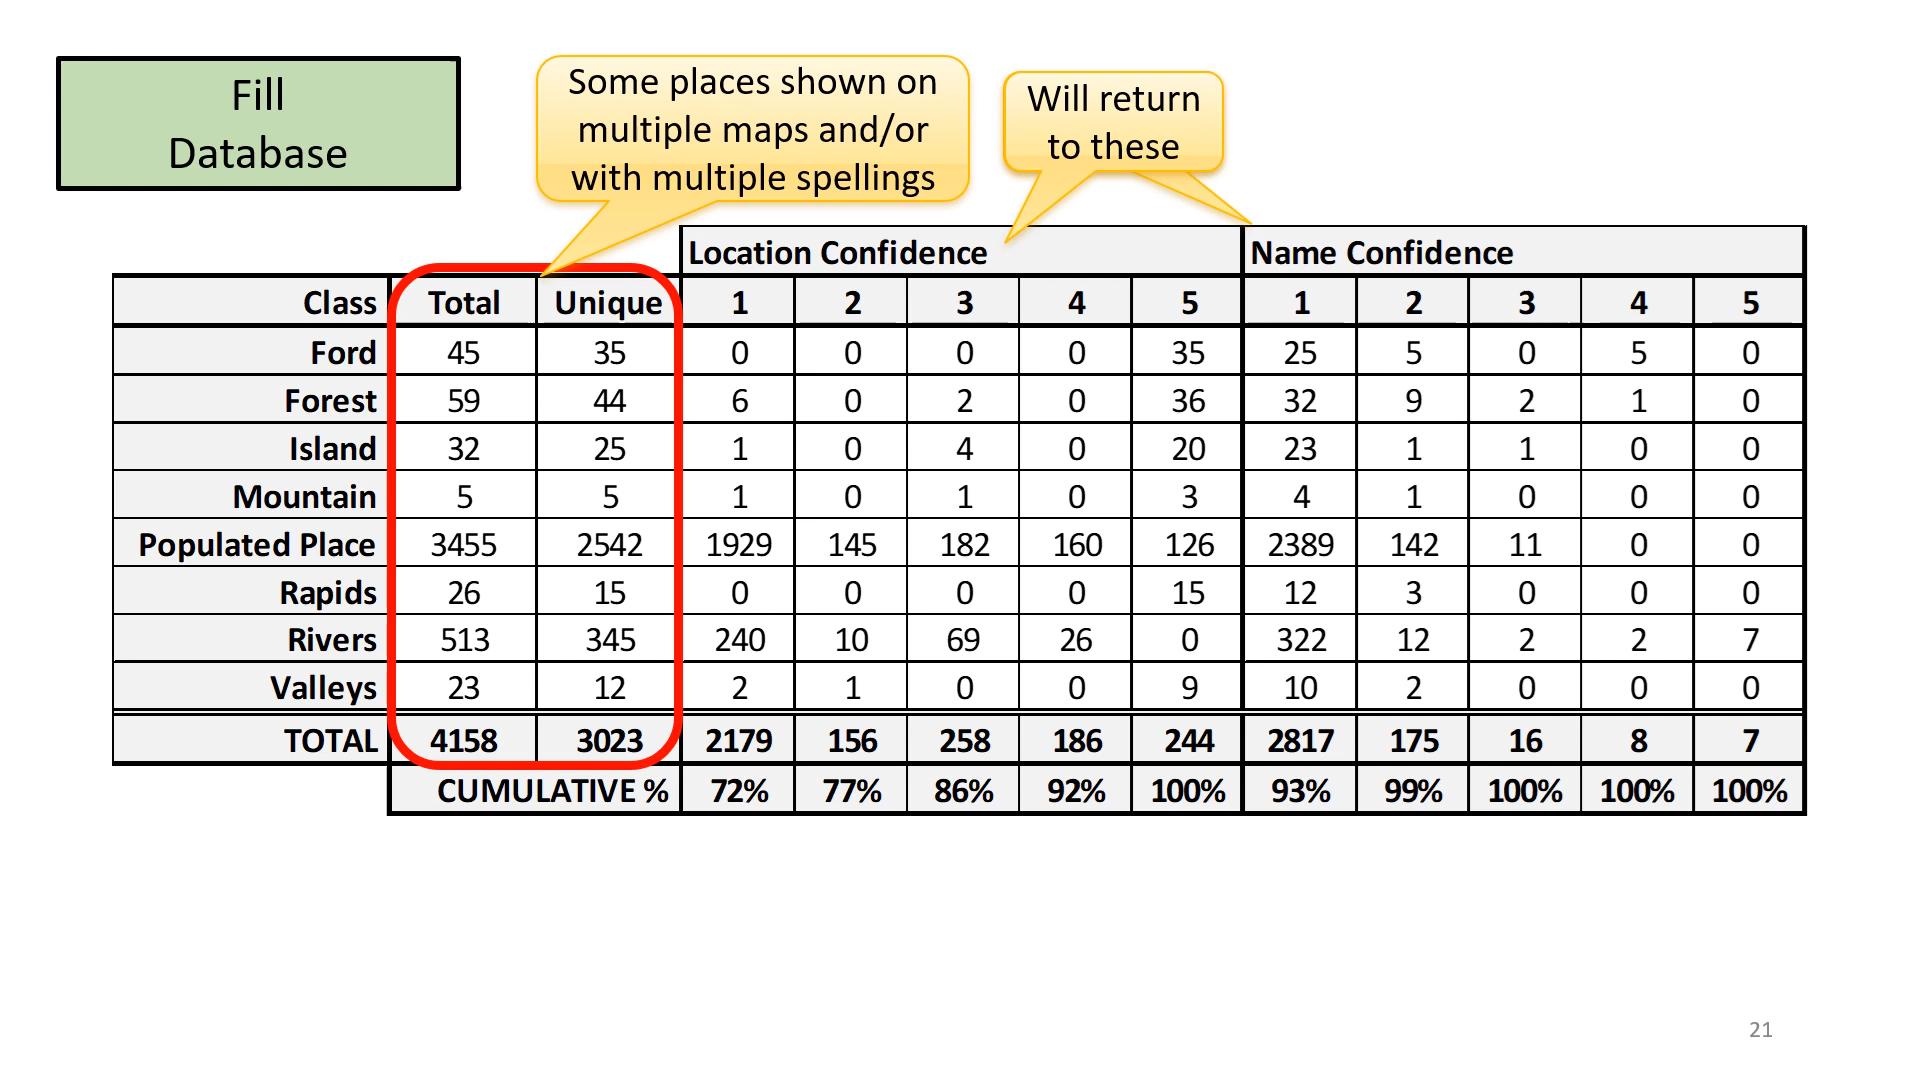 Fill
Database
Some places shown on
multiple maps and/or
with multiple spellings
Will return
to these
Location Confidence Name Confidence
Class Total Unique 1 2 3 4 5 1 2 3 4 5
Ford 45 35 0 0 0 0 35 25 5 0 5 0
Forest 59 44 6 0 2 0 36 32 9 2 1 0
Island 32 25 1 0 4 0 20 23 1 1 0 0
Mountain 5 5 1 0 1 0 3 4 1 0 0 0
Populated Place 3455 2542 1929 145 182 160 126 2389 142 11 0 0
Rapids 26 15 0 0 0 0 15 12 3 0 0 0
Rivers 513 345 240 10 69 26 0 322 12 2 2 7
Valleys 23 12 2 1 0 0 9 10 2 0 0 0
TOTAL 4158 3023 2179 156 258 186 244 2817 175 16 8 7
CUMULATIVE % 72% 77% 86% 92% 100% 93% 99% 100% 100% 100%
21